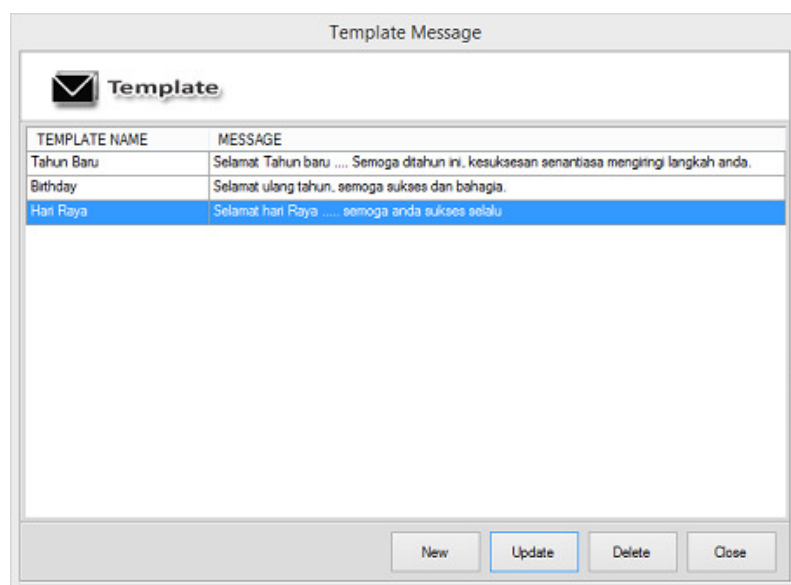 Template Message
Template
TEMPLATE NAME MESSAGE
Tahun Baru Selamat Tahun baru .... Semoga ditahun ini, kesuksesan senantiasa mengiringi langkah anda.
Birthday Selamat ulang tahun, semoga sukses dan bahagia.
Hari Raya Selamat hari Raya ..... semoga anda sukses selalu
New Update Delete Close